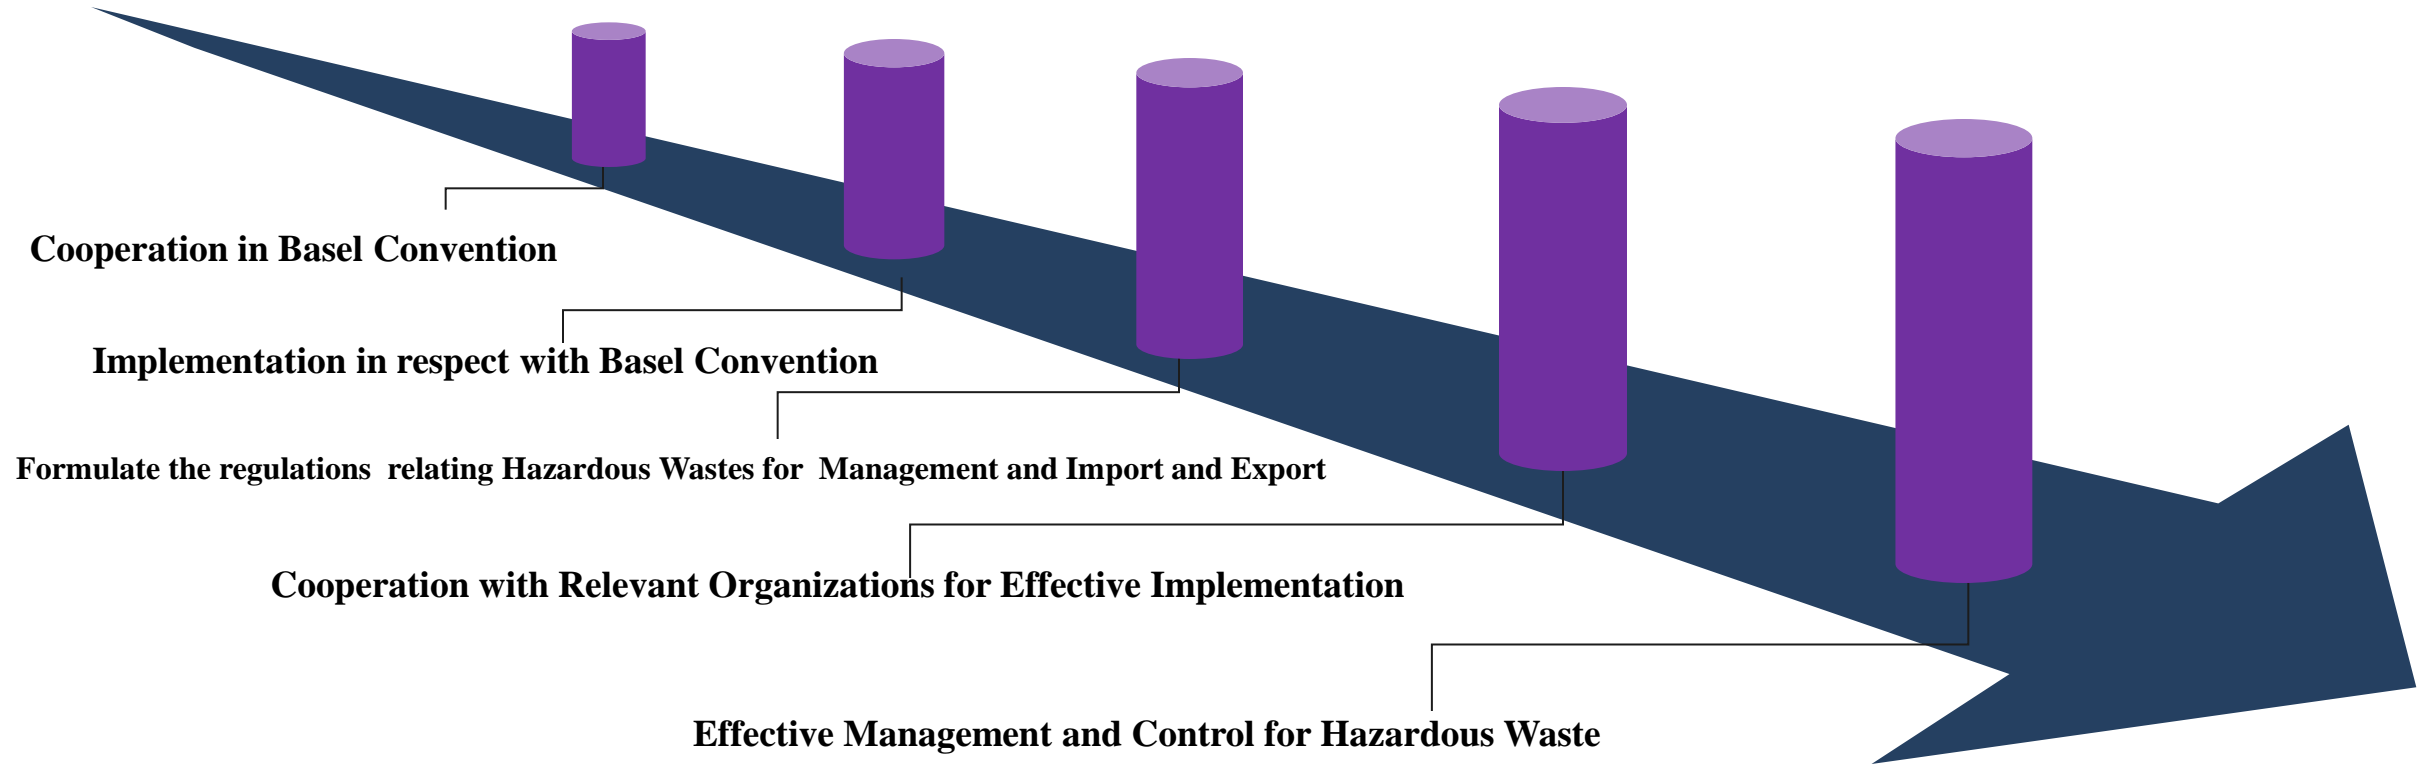 Cooperation in Basel Convention
Implementation in respect with Basel Convention
Formulate the regulations  relating Hazardous Wastes for  Management and Import and Export
Cooperation with Relevant Organizations for Effective Implementation
Effective Management and Control for Hazardous Waste